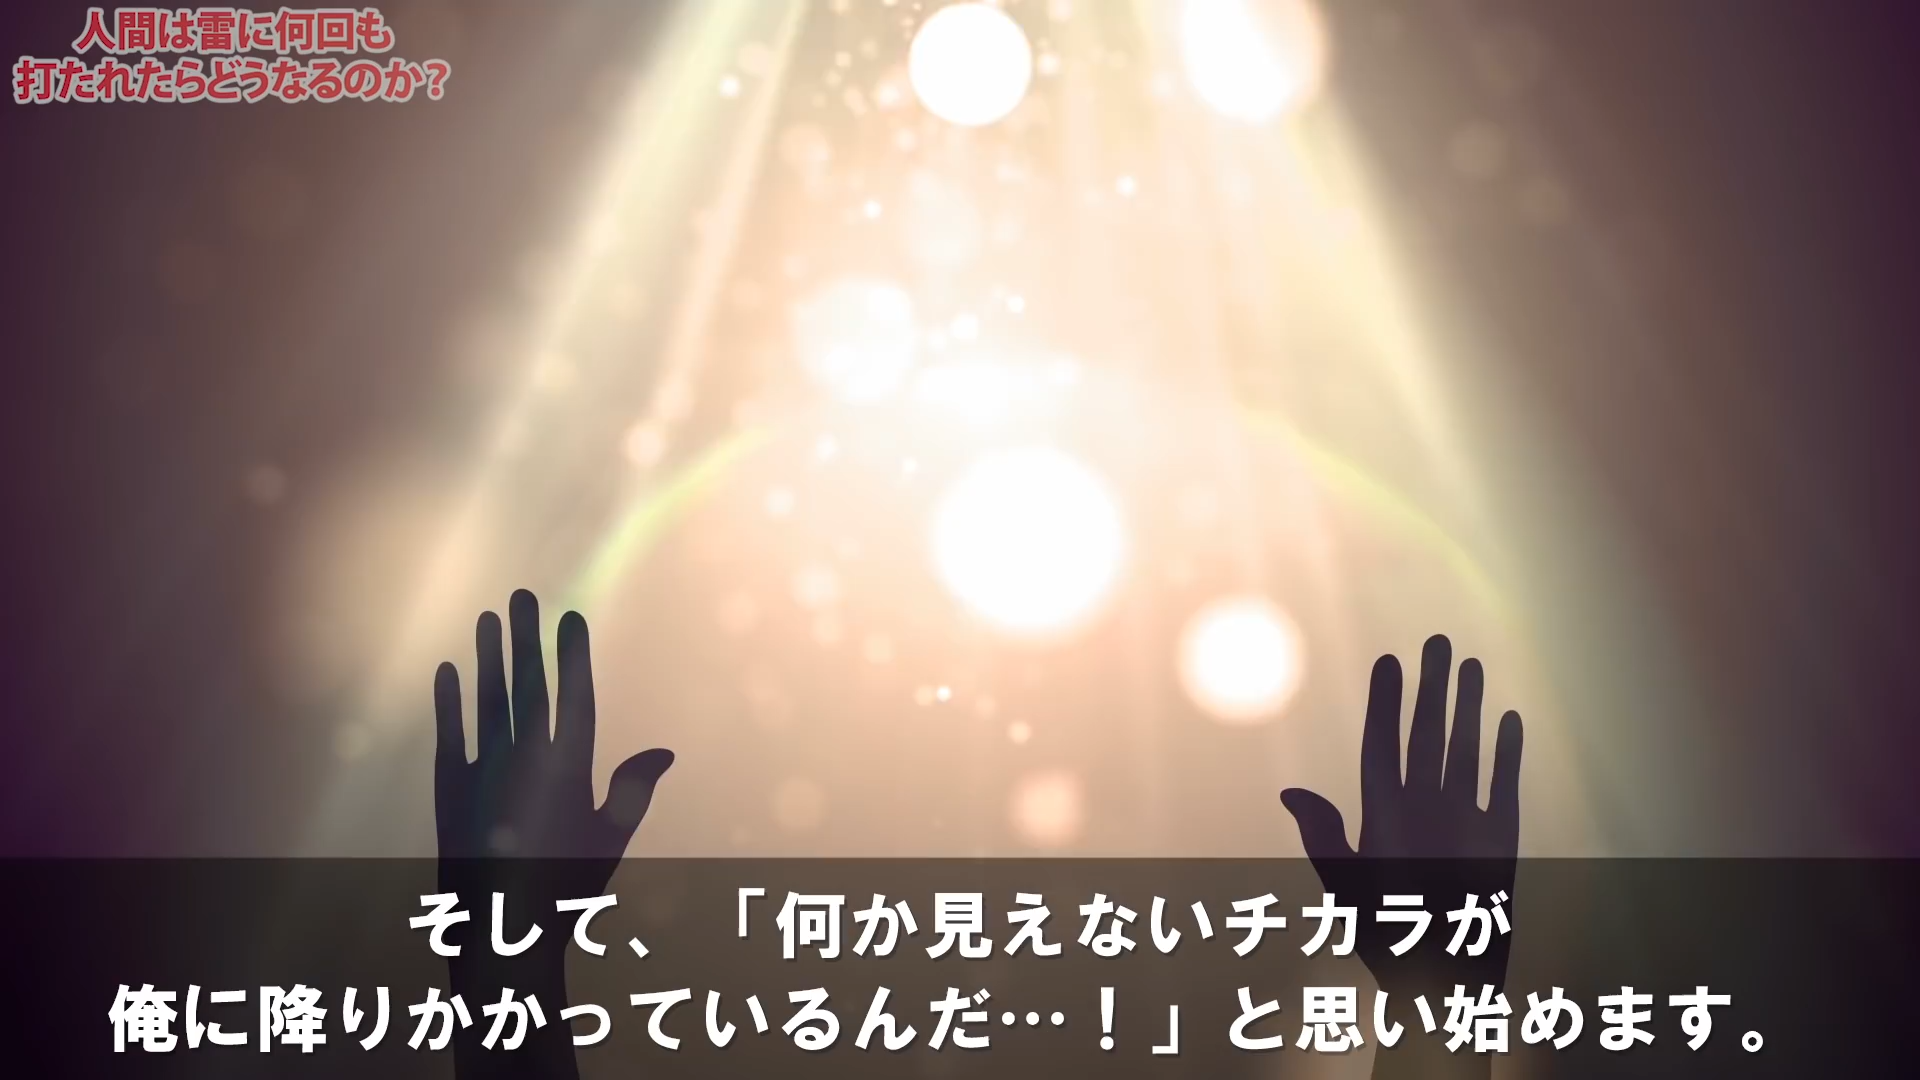 人間は雷に何回も
打たれたらどうなるのか?
そして、「何か見えないチカラが
俺に降りかかっているんだ…！」と思い始めます。